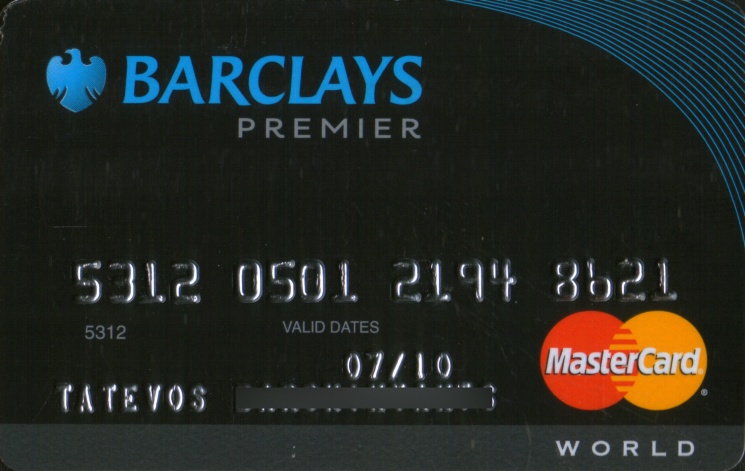 BARCLAYS
PREMIER
5312 0501 2194 8621
5312 VALID DATES
07/10
TATEVOS
MasterCard
WORLD